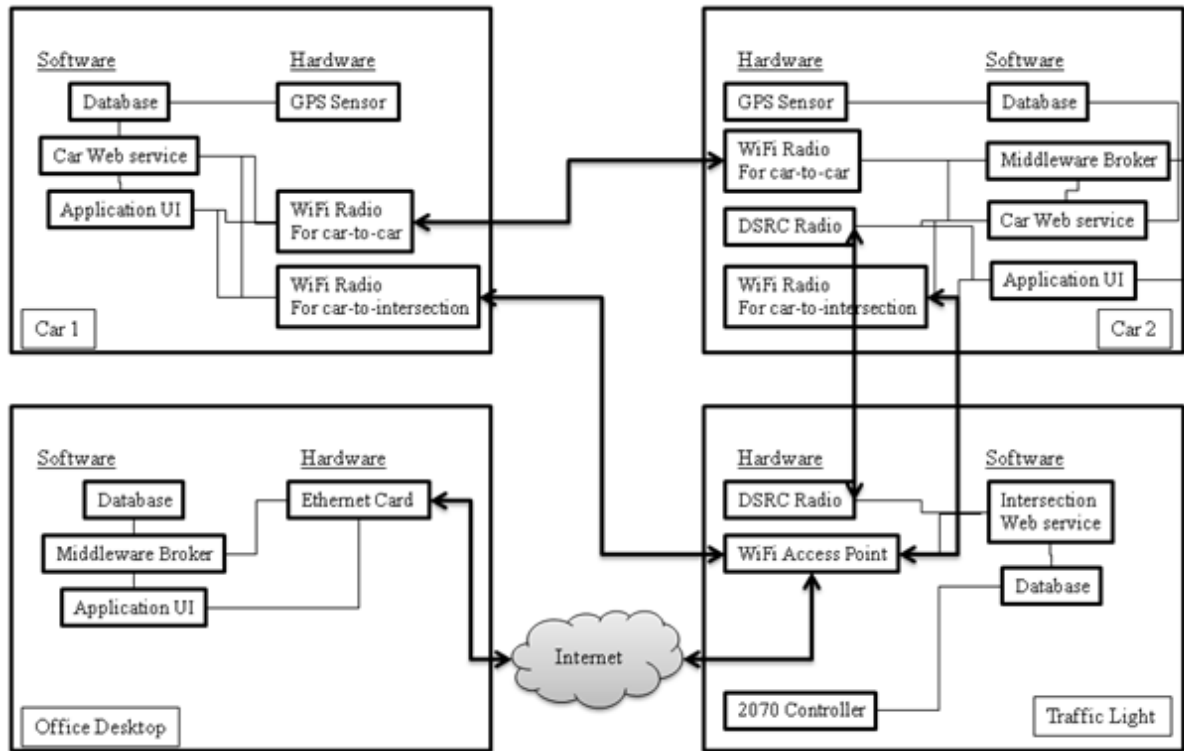 Software
Hardware
Database
GPS Sensor
Car Web service
Application UI
WiFi Radio
For car-to-car
WiFi Radio
For car-to-intersection
Car 1
Hardware
Software
GPS Sensor
Database
WiFi Radio
For car-to-car
Middleware Broker
DSRC Radio
Car Web service
WiFi Radio
For car-to-intersection
Application UI
Car 2
Software
Hardware
Database
Ethernet Card
Middleware Broker
Application UI
Office Desktop
Internet
Hardware
Software
DSRC Radio
Intersection
Web service
WiFi Access Point
Database
2070 Controller
Traffic Light